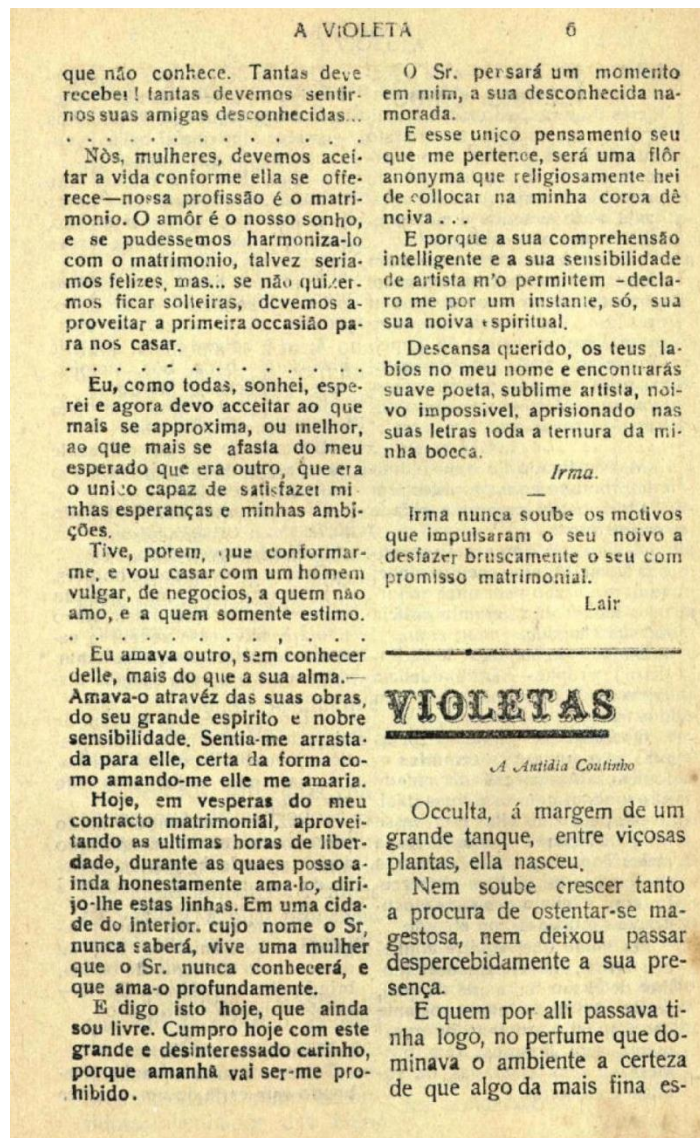 A VIOLETA 6
que não conhece. Tantas deve
receber! tantas devemos sentir-
nos suas amigas desconhecidas...
. . . . . . . . . . . . . .
Nòs, mulheres, devemos acei-
tar a vida conforme ella se offe-
rece—nossa profissão é o matri-
monio. O amôr é o nosso sonho,
e se pudessemos harmoniza-lo
com o matrimonio, talvez seria-
mos felizes, mas... se não quizer-
mos ficar solteiras, devemos a-
proveitar a primeira occasião pa-
ra nos casar.
. . . . . . . . . . . . . .
Eu, como todas, sonhei, espe-
rei e agora devo acceitar ao que
mais se approxima, ou melhor,
ao que mais se afasta do meu
esperado que era outro, que era
o unico capaz de satisfazer mi
nhas esperanças e minhas ambi-
ções.
Tive, porem, que conformar-
me, e vou casar com um homem
vulgar, de negocios, a quem não
amo, e a quem somente estimo.
. . . . . . . . , . . .
Eu amava outro, sem conhecer
delle, mais do que a sua alma.—
Amava-o atravéz das suas obras,
do seu grande espirito e nobre
sensibilidade. Sentia-me arrasta-
da para elle, certa da forma co-
mo amando-me elle me amaria.
Hoje, em vesperas do meu
contracto matrimoniál, aprovei-
tando as ultimas horas de liber-
dade, durante as quaes posso a-
inda honestamente ama-lo, diri-
jo-lhe estas linhas. Em uma cida-
de do interior. cujo nome o Sr,
nunca saberá, vive uma mulher
que o Sr. nunca conhecerá, e
que ama-o profundamente.
E digo isto hoje, que ainda
sou livre. Cumpro hoje com este
grande e desinteressado carinho,
porque amanhã vai ser-me pro-
hibido.
O Sr. persará um momento
em mim, a sua desconhecida na-
morada.
E esse unico pensamento seu
que me pertence, será uma flôr
anonyma que religiosamente hei
de collocar na minha coroa dê
noiva . . .
E porque a sua comprehensão
intelligente e a sua sensibilidade
de artista m'o permittem -decla-
ro me por um instante, só, sua
sua noiva espiritual.
Descansa querido, os teus la-
bios no meu nome e encontrarás
suave poeta, sublime artista, noi-
vo impossivel, aprisionado nas
suas letras toda a ternura da mi-
nha bocca.
Irma.
Irma nunca soube os motivos
que impulsaram o seu noivo a
desfazer bruscamente o seu com
promisso matrimonial.
Lair
VIOLETAS
A Antidia Coutinho
Occulta, á margem de um
grande tanque, entre viçosas
plantas, ella nasceu.
Nem soube crescer tanto
a procura de ostentar-se ma-
gestosa, nem deixou passar
despercebidamente a sua pre-
sença.
E quem por alli passava ti-
nha logo, no perfume que do-
minava o ambiente a certeza
de que algo da mais fina es-